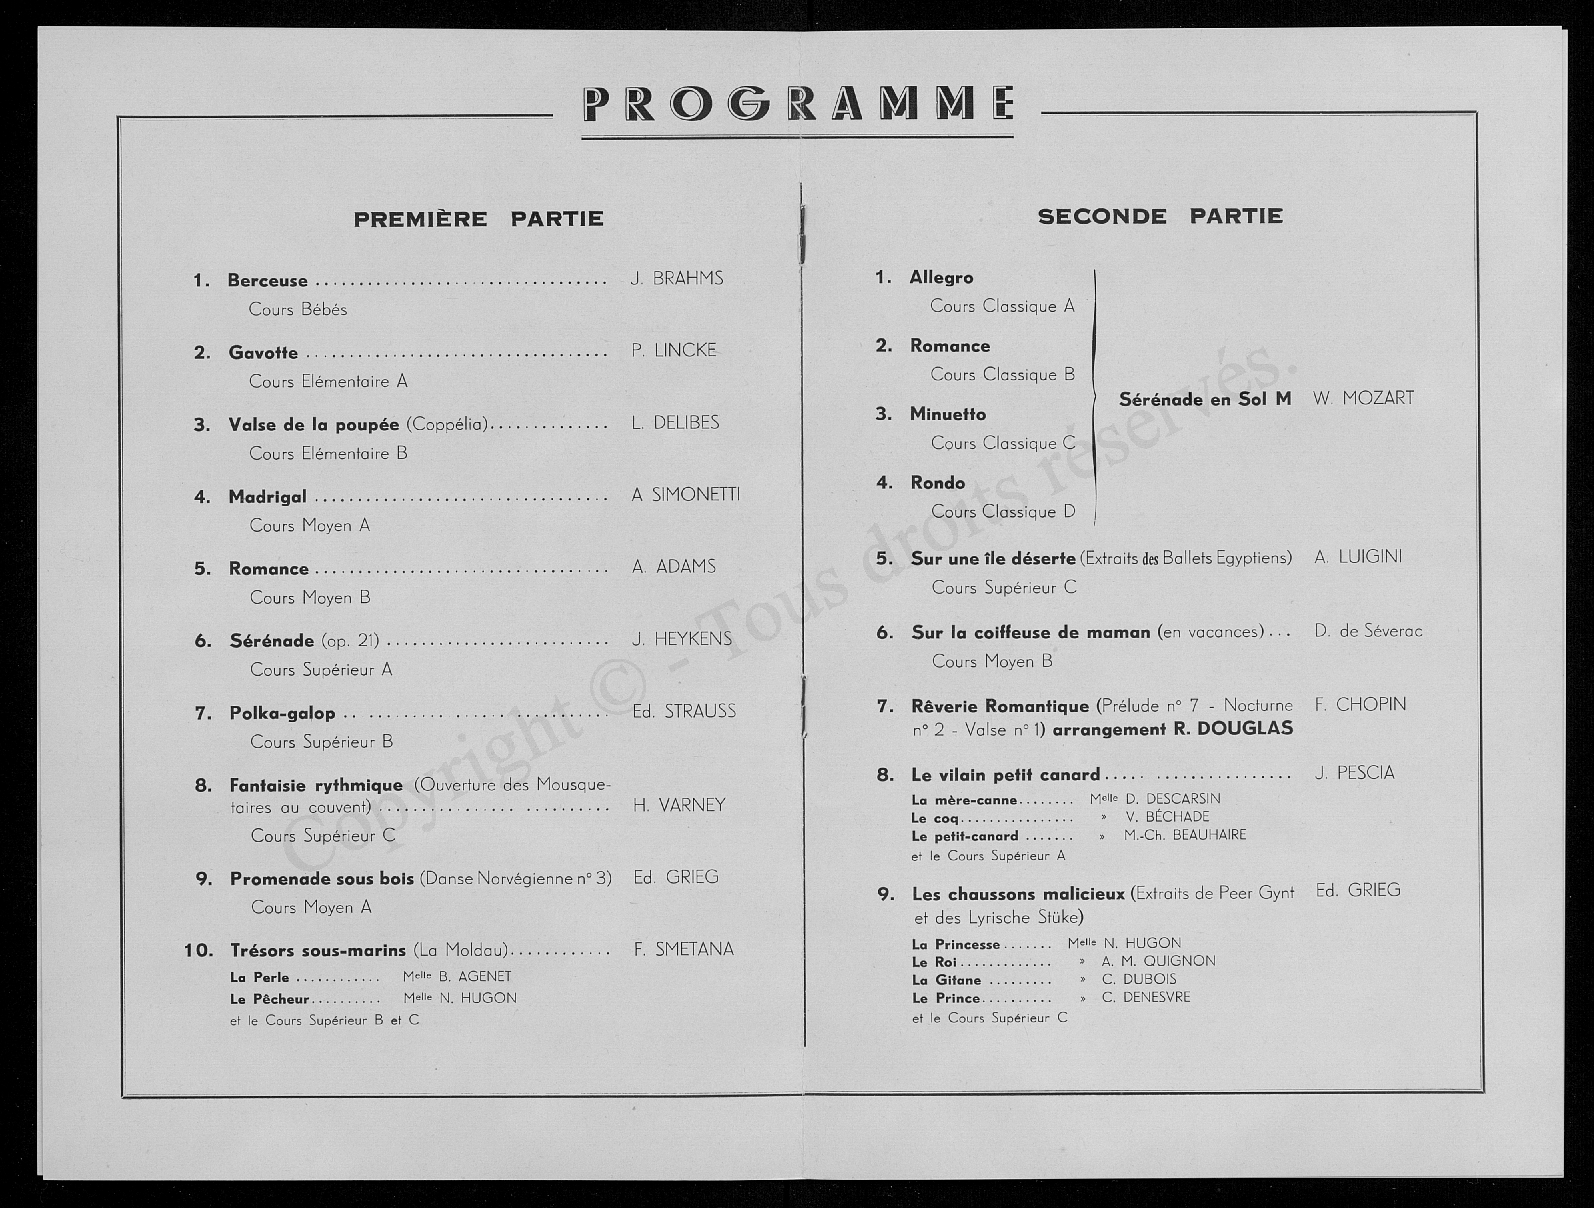 PROGRAMME
PREMIÈRE PARTIE
1. Berceuse ................................. J. BRAHMS
Cours Bébés
2. Gavotte ................................. P. LINCKE
Cours Elémentaire A
3. Valse de la poupée (Coppélia).............. L. DELIBES
Cours Elémentaire B
4. Madrigal ................................. A SIMONETTI
Cours Moyen A
5. Romance ................................. A. ADAMS
Cours Moyen B
6. Sérénade (op. 21) .......................... J. HEYKENS
Cours Supérieur A
7. Polka-galop .. ......... .................. Ed. STRAUSS
Cours Supérieur B
8. Fantaisie rythmique (Ouverture des Mousque-
taires au couvent) ................ ........... H. VARNEY
Cours Supérieur C
9. Promenade sous bois (Danse Norvégienne n° 3) Ed. GRIEG
Cours Moyen A
10. Trésors sous-marins (La Moldau)............ F. SMETANA
La Perle ........... Melle B. AGENET
Le Pêcheur.......... Melle N. HUGON
et le Cours Supérieur B et C
SECONDE PARTIE
1. Allegro
Cours Classique A
2. Romance
Cours Classique B
Sérénade en Sol M W. MOZART
3. Minuetto
Cours Classique C
4. Rondo
Cours Classique D
5. Sur une île déserte (Extraits des Ballets Egyptiens) A. LUIGINI
Cours Supérieur C
6. Sur la coiffeuse de maman (en vacances)... D. de Séverac
Cours Moyen B
7. Rêverie Romantique (Prélude n° 7 - Nocturne F. CHOPIN
n° 2 - Valse n° 1) arrangement R. DOUGLAS
8. Le vilain petit canard..... ................ J. PESCIA
La mère-canne........ Melle D. DESCARSIN
Le coq................ » V. BÉCHADE
Le petit-canard ....... » M.-Ch. BEAUHAIRE
et le Cours Supérieur A
9. Les chaussons malicieux (Extraits de Peer Gynt Ed. GRIEG
et des Lyrische Stüke)
La Princesse....... Melle N. HUGON
Le Roi............. » A. M. QUIGNON
La Gitane ......... » C. DUBOIS
Le Prince.......... » C. DENESVRE
et le Cours Supérieur C
Copyright © - Tous droits réservés.